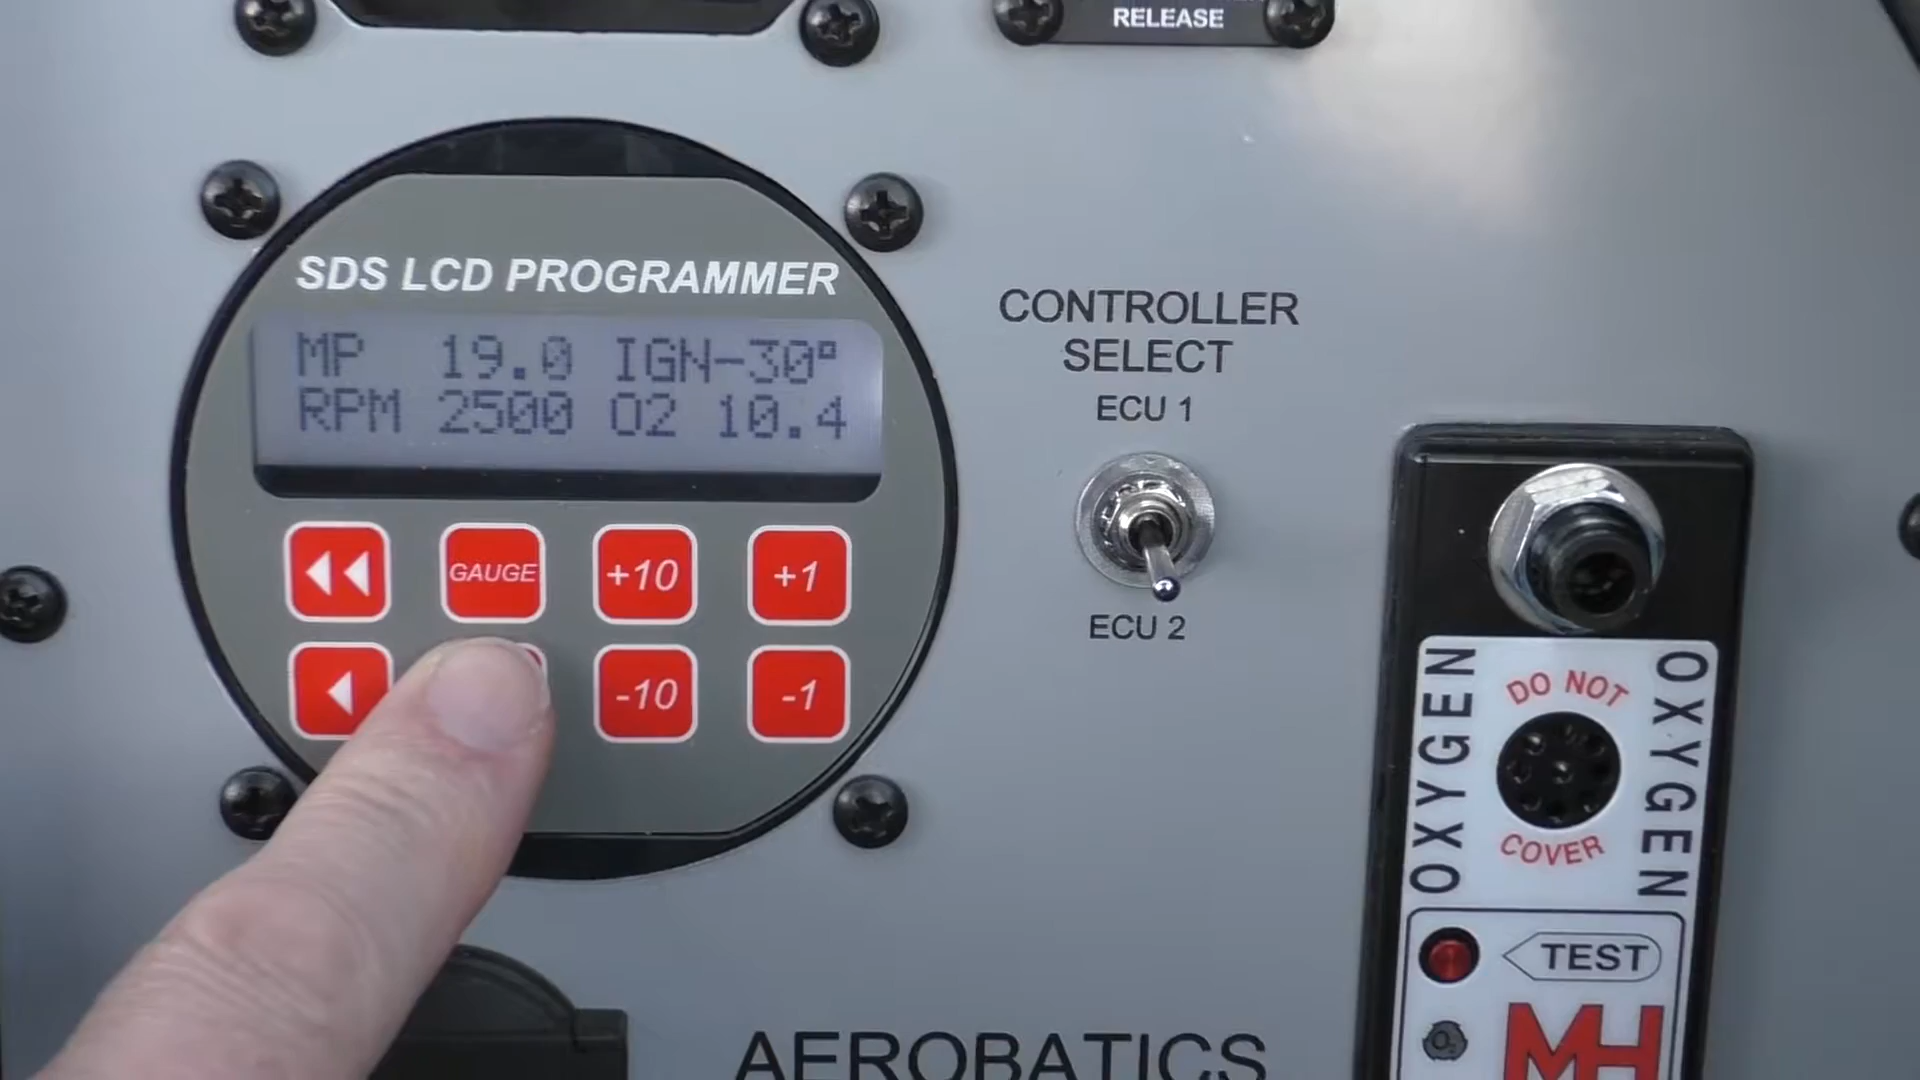 RELEASE
SDS LCD PROGRAMMER
MP 19.0 IGN-30°
RPM 2500 O2 10.4
GAUGE
+10
+1
-10
-1
CONTROLLER
SELECT
ECU 1
ECU 2
OXYGEN
DO NOT
COVER
OXYGEN
TEST
MH
AEROBATICS